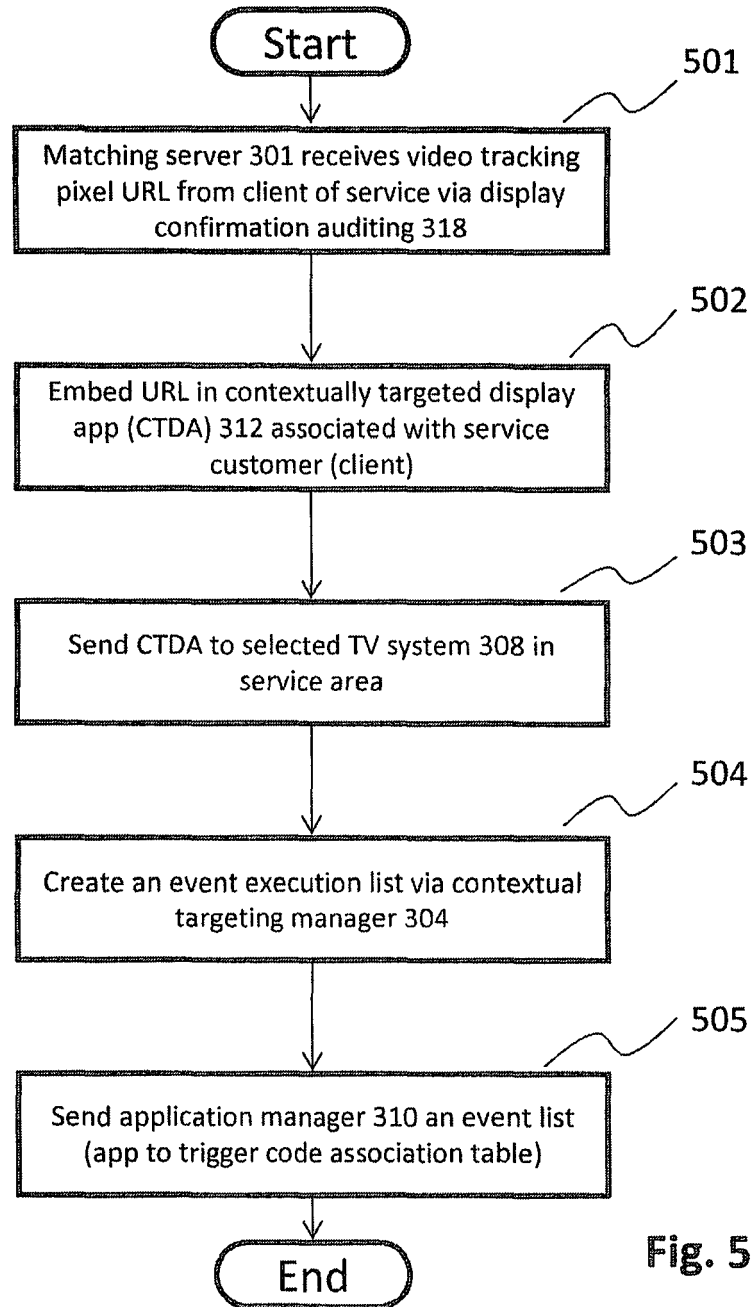 Start
501
Matching server 301 receives video tracking
pixel URL from client of service via display
confirmation auditing 318
502
Embed URL in contextually targeted display
app (CTDA) 312 associated with service
customer (client)
503
Send CTDA to selected TV system 308 in
service area
504
Create an event execution list via contextual
targeting manager 304
505
Send application manager 310 an event list
(app to trigger code association table)
End
Fig. 5